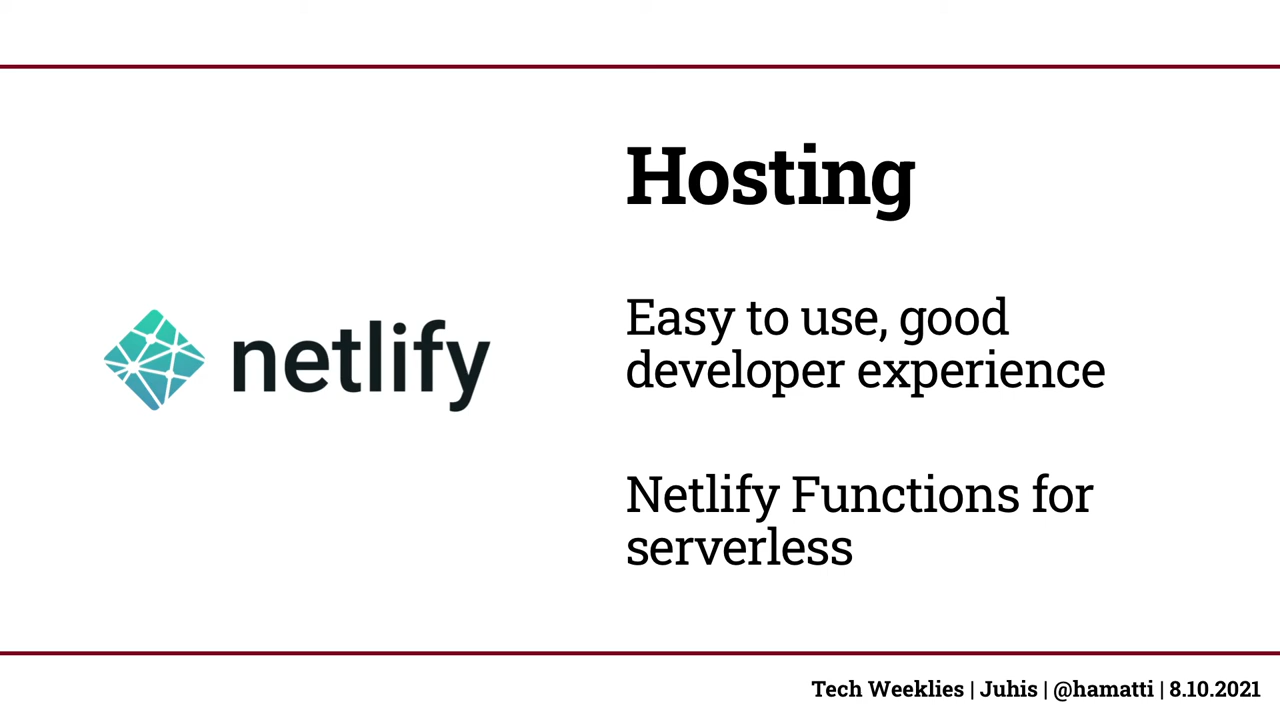 Hosting
netlify
Easy to use, good
developer experience
Netlify Functions for
serverless
Tech Weeklies | Juhis | @hamatti | 8.10.2021